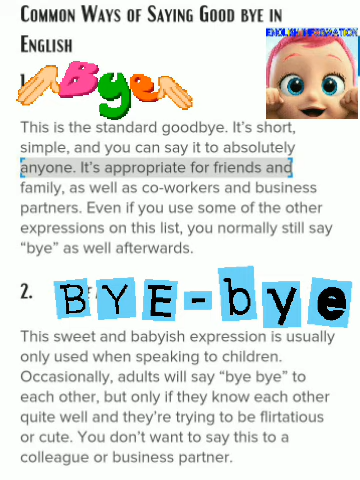 COMMON WAYS OF SAYING GOOD BYE IN
ENGLISH
ENGLISH INFORMATION
1
Bye
This is the standard goodbye. It's short,
simple, and you can say it to absolutely
anyone. It's appropriate for friends and
family, as well as co-workers and business
partners. Even if you use some of the other
expressions on this list, you normally still say
"bye" as well afterwards.
2.
BYE-bye
This sweet and babyish expression is usually
only used when speaking to children.
Occasionally, adults will say "bye bye" to
each other, but only if they know each other
quite well and they're trying to be flirtatious
or cute. You don't want to say this to a
colleague or business partner.